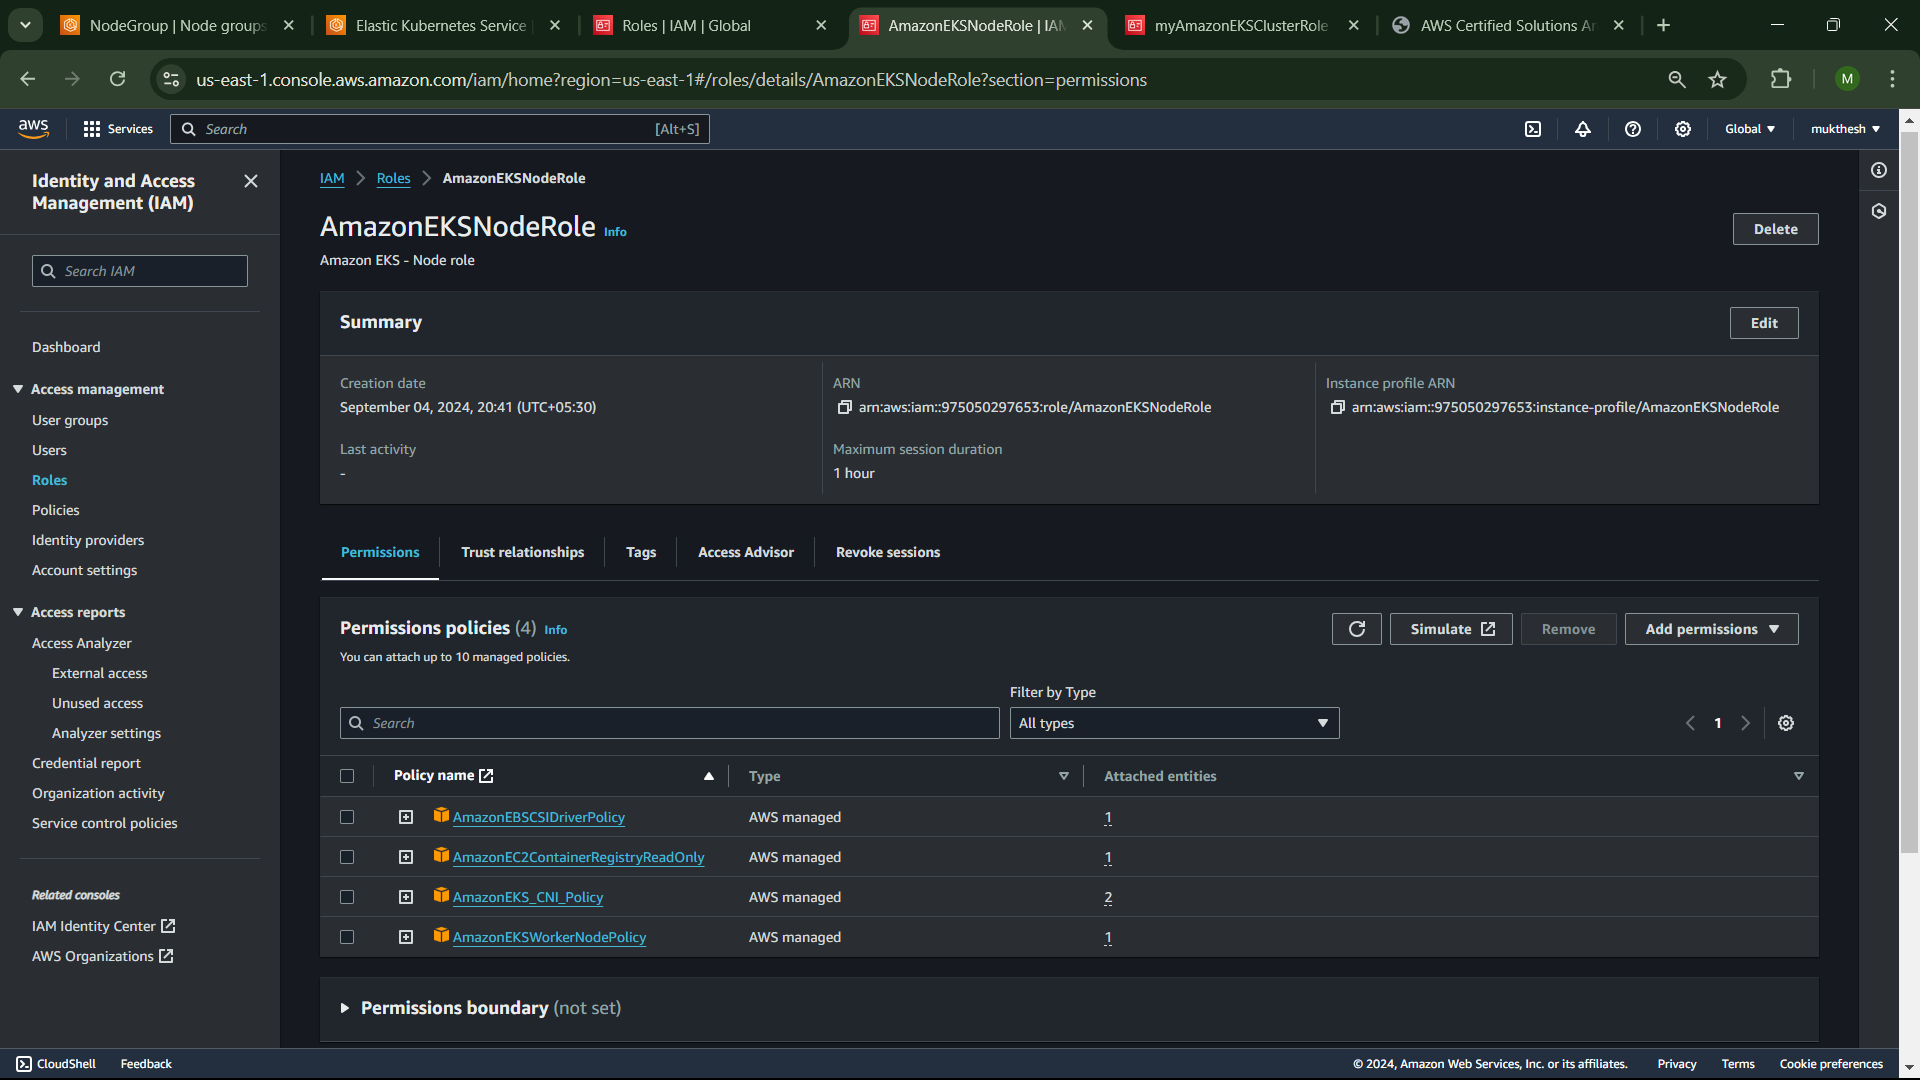 NodeGroup | Node groups
Elastic Kubernetes Service
Roles | IAM | Global
AmazonEKSNodeRole | IAM
myAmazonEKSClusterRole
AWS Certified Solutions Ar
us-east-1.console.aws.amazon.com/iam/home?region=us-east-1#/roles/details/AmazonEKSNodeRole?section=permissions
M
aws
Services
Search
[Alt+S]
Global
mukthesh
Identity and Access
Management (IAM)
Search IAM
Dashboard
Access management
User groups
Users
Roles
Policies
Identity providers
Account settings
Access reports
Access Analyzer
External access
Unused access
Analyzer settings
Credential report
Organization activity
Service control policies
Related consoles
IAM Identity Center
AWS Organizations
IAM > Roles > AmazonEKSNodeRole
AmazonEKSNodeRole Info
Delete
Amazon EKS - Node role
Summary
Edit
Creation date
September 04, 2024, 20:41 (UTC+05:30)
Last activity
-
ARN
arn:aws:iam::975050297653:role/AmazonEKSNodeRole
Maximum session duration
1 hour
Instance profile ARN
arn:aws:iam::975050297653:instance-profile/AmazonEKSNodeRole
Permissions
Trust relationships
Tags
Access Advisor
Revoke sessions
Permissions policies (4) Info
You can attach up to 10 managed policies.
Simulate
Remove
Add permissions
Filter by Type
Search
All types
1
Policy name
Type
Attached entities
AmazonEBSCSIDriverPolicy
AWS managed
1
AmazonEC2ContainerRegistryReadOnly
AWS managed
1
AmazonEKS_CNI_Policy
AWS managed
2
AmazonEKSWorkerNodePolicy
AWS managed
1
Permissions boundary (not set)
CloudShell
Feedback
© 2024, Amazon Web Services, Inc. or its affiliates.
Privacy
Terms
Cookie preferences